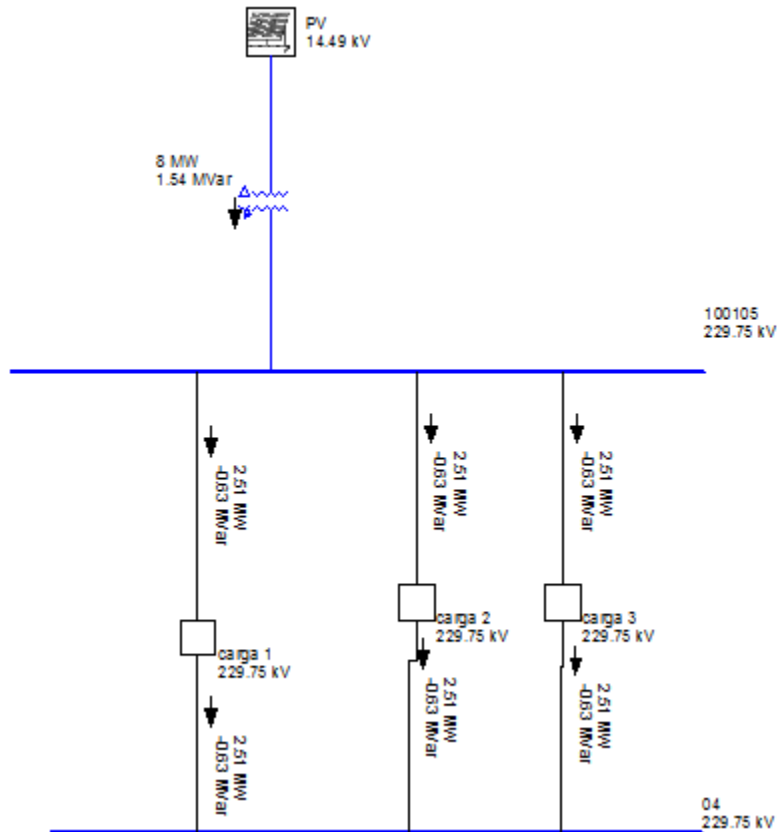 PV
14.49 kV
8 MW
1.54 MVar
100105
229.75 kV
2.51 MW
-0.63 MVar
2.51 MW
-0.63 MVar
2.51 MW
-0.63 MVar
carga 1
229.75 kV
carga 2
229.75 kV
carga 3
229.75 kV
2.51 MW
-0.63 MVar
2.51 MW
-0.63 MVar
2.51 MW
-0.63 MVar
04
229.75 kV